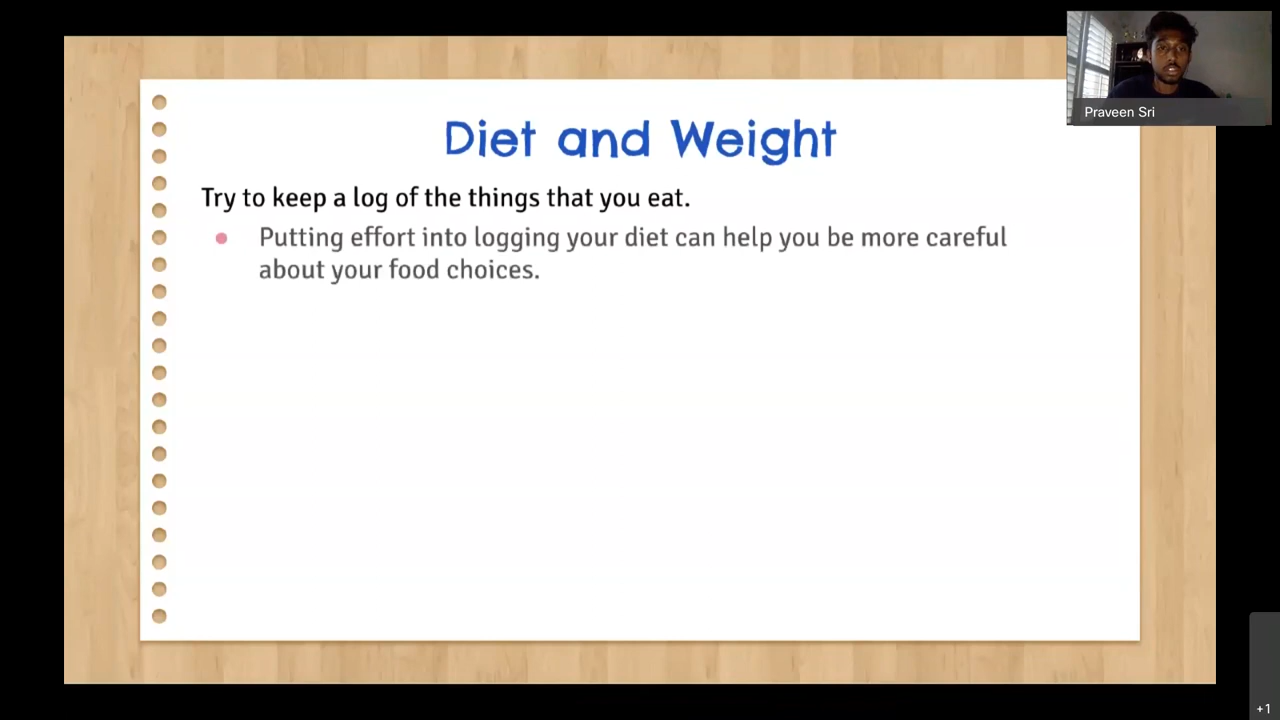 Praveen Sri
Diet and Weight
Try to keep a log of the things that you eat.
Putting effort into logging your diet can help you be more careful
about your food choices.
+1